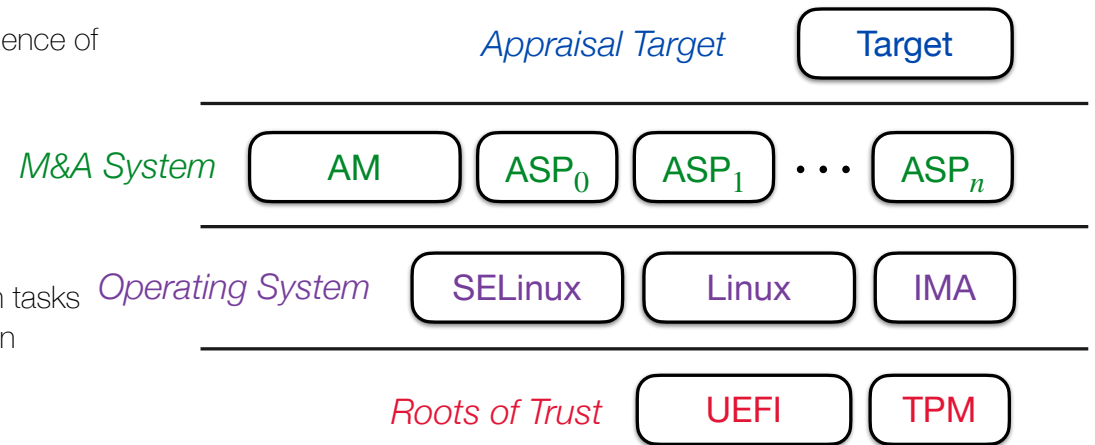 ence of
Appraisal Target Target
M&A System AM ASP₀ ASP₁ ··· ASPₙ
Operating System SELinux Linux IMA
tasks
n
Roots of Trust UEFI TPM